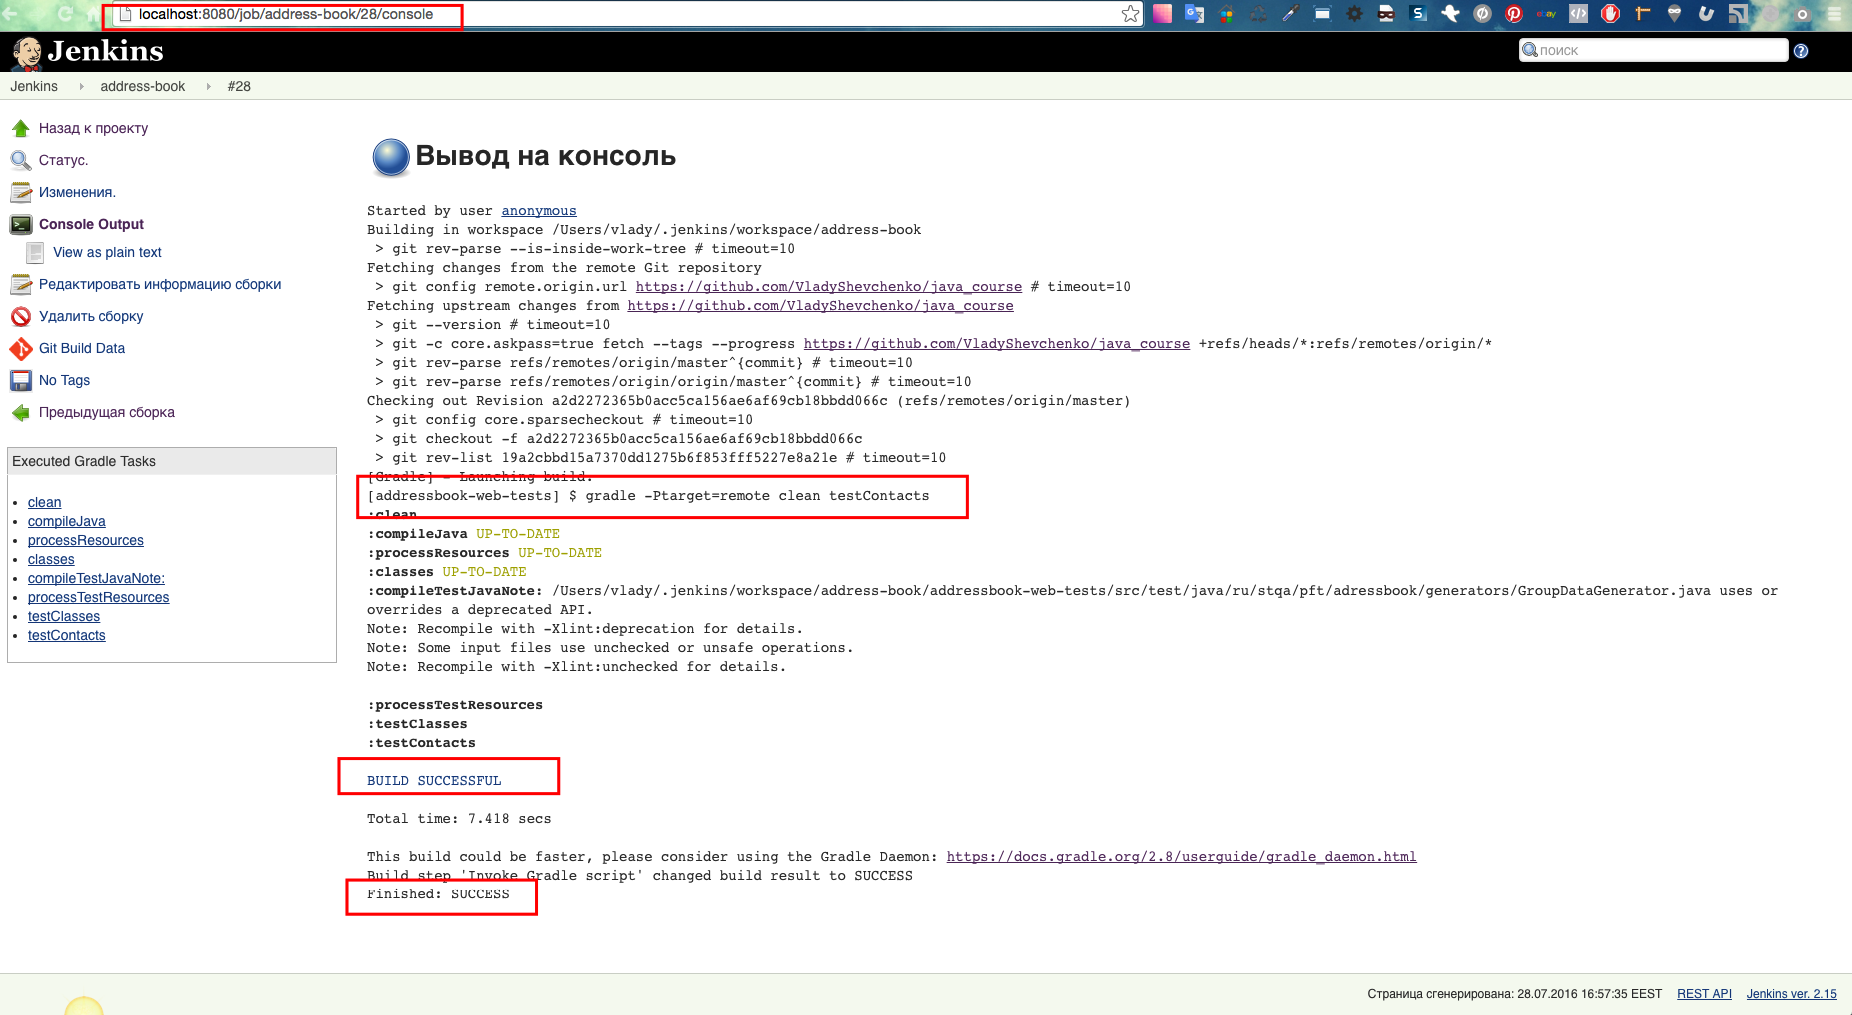 localhost:8080/job/address-book/28/console
Jenkins
поиск
Jenkins address-book #28
Назад к проекту
Статус.
Изменения.
Console Output
View as plain text
Редактировать информацию сборки
Удалить сборку
Git Build Data
No Tags
Предыдущая сборка
Executed Gradle Tasks
clean
compileJava
processResources
classes
compileTestJavaNote:
processTestResources
testClasses
testContacts
Вывод на консоль
Started by user anonymous
Building in workspace /Users/vlady/.jenkins/workspace/address-book
> git rev-parse --is-inside-work-tree # timeout=10
Fetching changes from the remote Git repository
> git config remote.origin.url https://github.com/VladyShevchenko/java_course # timeout=10
Fetching upstream changes from https://github.com/VladyShevchenko/java_course
> git --version # timeout=10
> git -c core.askpass=true fetch --tags --progress https://github.com/VladyShevchenko/java_course +refs/heads/*:refs/remotes/origin/*
> git rev-parse refs/remotes/origin/master^{commit} # timeout=10
> git rev-parse refs/remotes/origin/origin/master^{commit} # timeout=10
Checking out Revision a2d2272365b0acc5ca156ae6af69cb18bbdd066c (refs/remotes/origin/master)
> git config core.sparsecheckout # timeout=10
> git checkout -f a2d2272365b0acc5ca156ae6af69cb18bbdd066c
> git rev-list 19a2cbbd15a7370dd1275b6f853fff5227e8a21e # timeout=10
[Gradle] - Launching build.
[addressbook-web-tests] $ gradle -Ptarget=remote clean testContacts
:clean
:compileJava UP-TO-DATE
:processResources UP-TO-DATE
:classes UP-TO-DATE
:compileTestJavaNote: /Users/vlady/.jenkins/workspace/address-book/addressbook-web-tests/src/test/java/ru/stqa/pft/adressbook/generators/GroupDataGenerator.java uses or
overrides a deprecated API.
Note: Recompile with -Xlint:deprecation for details.
Note: Some input files use unchecked or unsafe operations.
Note: Recompile with -Xlint:unchecked for details.
:processTestResources
:testClasses
:testContacts
BUILD SUCCESSFUL
Total time: 7.418 secs
This build could be faster, please consider using the Gradle Daemon: https://docs.gradle.org/2.8/userguide/gradle_daemon.html
Build step 'Invoke Gradle script' changed build result to SUCCESS
Finished: SUCCESS
Страница сгенерирована: 28.07.2016 16:57:35 EEST REST API Jenkins ver. 2.15